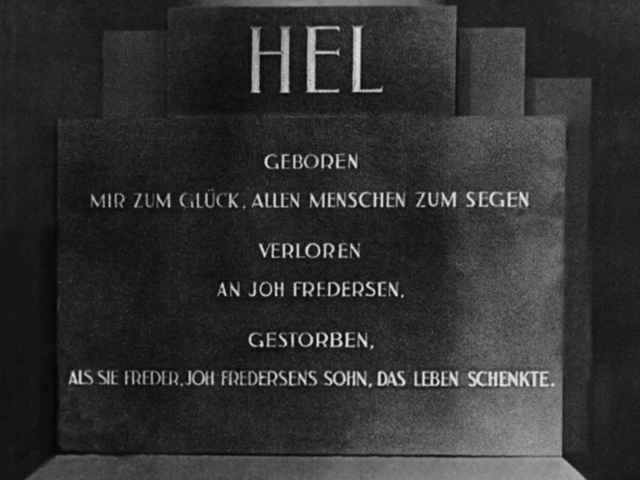 HEL
GEBOREN
MIR ZUM GLÜCK, ALLEN MENSCHEN ZUM SEGEN
VERLOREN
AN JOH FREDERSEN,
GESTORBEN,
ALS SIE FREDER, JOH FREDERSENS SOHN, DAS LEBEN SCHENKTE.